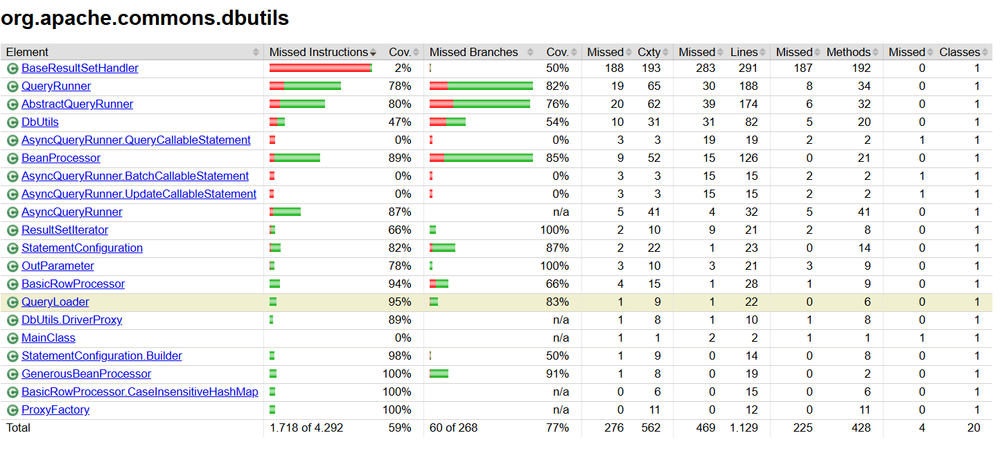 org.apache.commons.dbutils
Element Missed Instructions Cov. Missed Branches Cov. Missed Cxty Missed Lines Missed Methods Missed Classes
BaseResultSetHandler 2% 50% 188 193 283 291 187 192 0 1
QueryRunner 78% 82% 19 65 30 188 8 34 0 1
AbstractQueryRunner 80% 76% 20 62 39 174 6 32 0 1
DbUtils 47% 54% 10 31 31 82 5 20 0 1
AsyncQueryRunner.QueryCallableStatement 0% 0% 3 3 19 19 2 2 1 1
BeanProcessor 89% 85% 9 52 15 126 0 21 0 1
AsyncQueryRunner.BatchCallableStatement 0% 0% 3 3 15 15 2 2 1 1
AsyncQueryRunner.UpdateCallableStatement 0% 0% 3 3 15 15 2 2 1 1
AsyncQueryRunner 87% n/a 5 41 4 32 5 41 0 1
ResultSetIterator 66% 100% 2 10 9 21 2 8 0 1
StatementConfiguration 82% 87% 2 22 1 23 0 14 0 1
OutParameter 78% 100% 3 10 3 21 3 9 0 1
BasicRowProcessor 94% 66% 4 15 1 28 1 9 0 1
QueryLoader 95% 83% 1 9 1 22 0 6 0 1
DbUtils.DriverProxy 89% n/a 1 8 1 10 1 8 0 1
MainClass 0% n/a 1 1 2 2 1 1 1 1
StatementConfiguration.Builder 98% 50% 1 9 0 14 0 8 0 1
GenerousBeanProcessor 100% 91% 1 8 0 19 0 2 0 1
BasicRowProcessor.CaseInsensitiveHashMap 100% n/a 0 6 0 15 0 6 0 1
ProxyFactory 100% n/a 0 11 0 12 0 11 0 1
Total 1.718 of 4.292 59% 60 of 268 77% 276 562 469 1.129 225 428 4 20